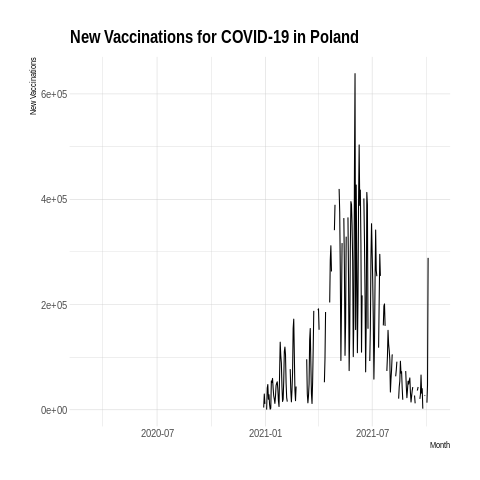 New Vaccinations for COVID-19 in Poland
New Vaccinations
6e+05
4e+05
2e+05
0e+00
2020-07
2021-01
2021-07
Month